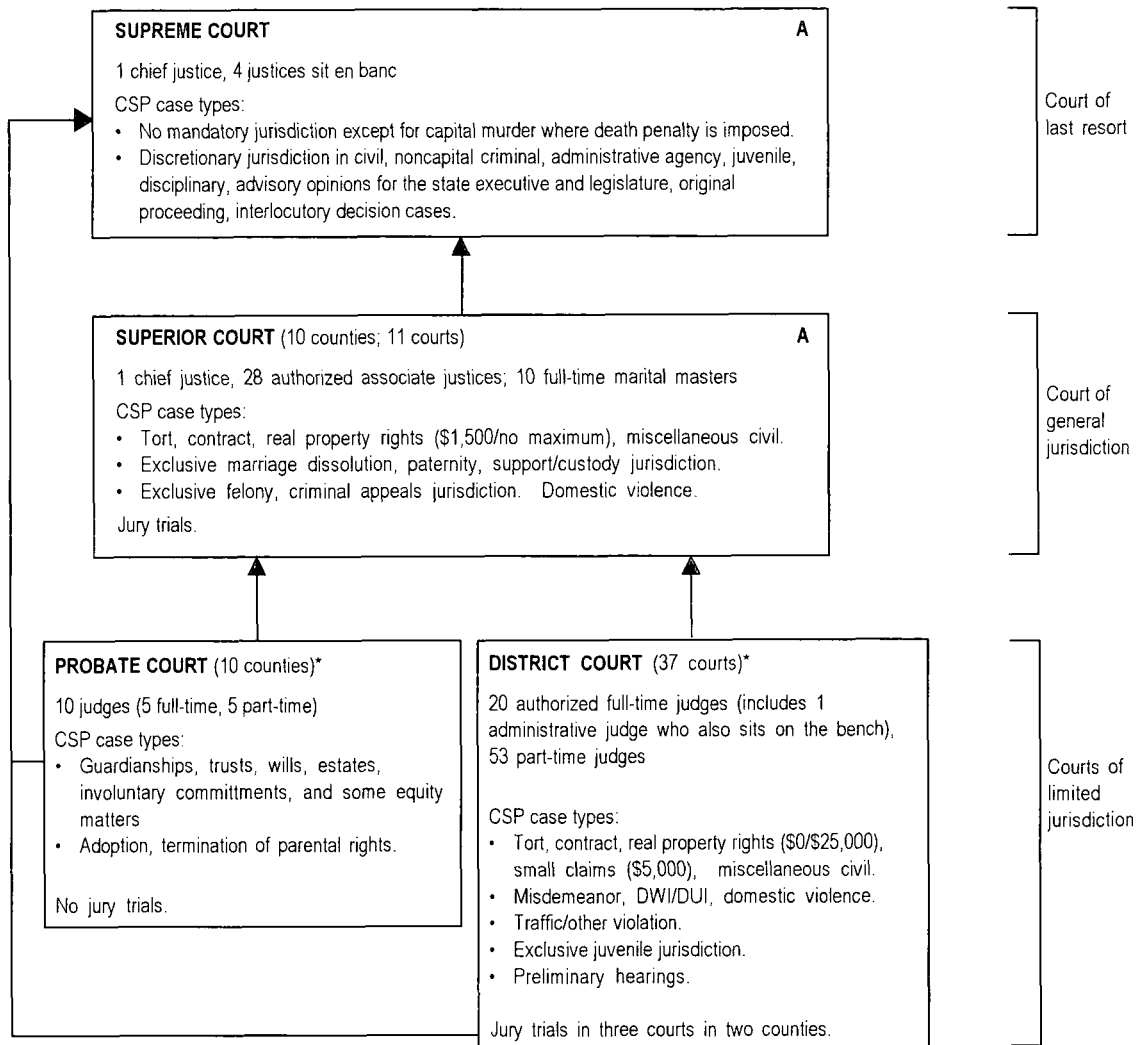 SUPREME COURT A
1 chief justice, 4 justices sit en banc
CSP case types:
• No mandatory jurisdiction except for capital murder where death penalty is imposed.
• Discretionary jurisdiction in civil, noncapital criminal, administrative agency, juvenile,
disciplinary, advisory opinions for the state executive and legislature, original
proceeding, interlocutory decision cases.
Court of
last resort
SUPERIOR COURT (10 counties; 11 courts) A
1 chief justice, 28 authorized associate justices; 10 full-time marital masters
CSP case types:
• Tort, contract, real property rights ($1,500/no maximum), miscellaneous civil.
• Exclusive marriage dissolution, paternity, support/custody jurisdiction.
• Exclusive felony, criminal appeals jurisdiction. Domestic violence.
Jury trials.
Court of
general
jurisdiction
PROBATE COURT (10 counties)*
10 judges (5 full-time, 5 part-time)
CSP case types:
• Guardianships, trusts, wills, estates,
involuntary committments, and some equity
matters
• Adoption, termination of parental rights.
No jury trials.
DISTRICT COURT (37 courts)*
20 authorized full-time judges (includes 1
administrative judge who also sits on the bench),
53 part-time judges
CSP case types:
• Tort, contract, real property rights ($0/$25,000),
small claims ($5,000), miscellaneous civil.
• Misdemeanor, DWI/DUI, domestic violence.
• Traffic/other violation.
• Exclusive juvenile jurisdiction.
• Preliminary hearings.
Jury trials in three courts in two counties.
Courts of
limited
jurisdiction